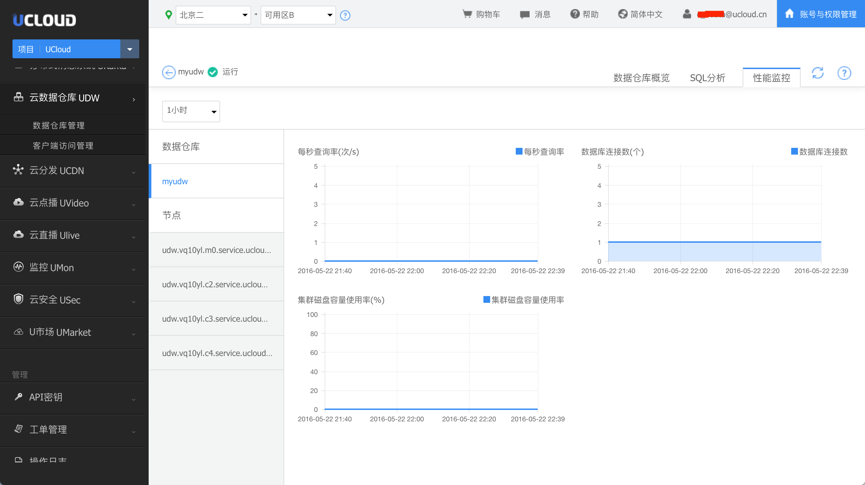 UCLOUD
项目 UCloud
云数据仓库 UDW
数据仓库管理
客户端访问管理
云分发 UCDN
云点播 UVideo
云直播 Ulive
监控 UMon
云安全 USec
U市场 UMarket
管理
API密钥
工单管理
操作日志
北京二 - 可用区B ?
购物车 消息 帮助 简体中文 @ucloud.cn 账号与权限管理
myudw 运行
数据仓库概览 SQL分析 性能监控 ?
1小时
数据仓库
myudw
节点
udw.vq10yl.m0.service.uclou...
udw.vq10yl.c2.service.uclou...
udw.vq10yl.c3.service.uclou...
udw.vq10yl.c4.service.ucloud...
每秒查询率(次/s) 每秒查询率
5
4
3
2
1
0
2016-05-22 21:40 2016-05-22 22:00 2016-05-22 22:20 2016-05-22 22:39
数据库连接数(个) 数据库连接数
5
4
3
2
1
0
2016-05-22 21:40 2016-05-22 22:00 2016-05-22 22:20 2016-05-22 22:39
集群磁盘容量使用率(%) 集群磁盘容量使用率
100
80
60
40
20
0
2016-05-22 21:40 2016-05-22 22:00 2016-05-22 22:20 2016-05-22 22:39